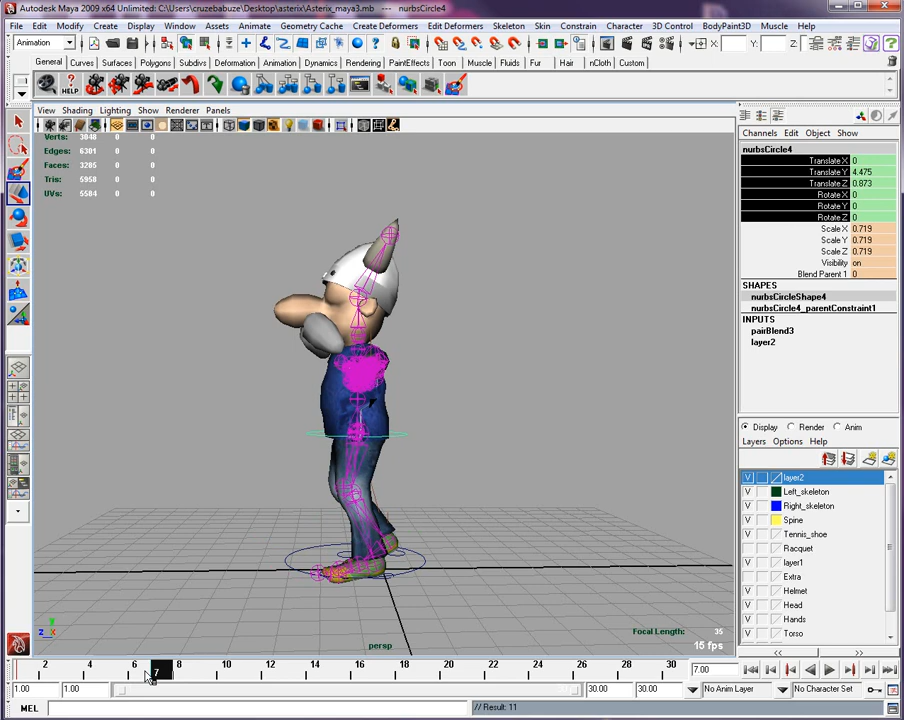 Autodesk Maya 2009 x64 Unlimited: C:\Users\cruzebabuze\Desktop\asterix\Asterix_maya3.mb --- nurbsCircle4
File Edit Modify Create Display Window Assets Animate Geometry Cache Create Deformers Edit Deformers Skeleton Skin Constrain Character 3D Control BodyPaint3D Muscle Help
Animation X: Y: Z:
General Curves Surfaces Polygons Subdivs Deformation Animation Dynamics Rendering PaintEffects Toon Muscle Fluids Fur Hair nCloth Custom
HELP
View Shading Lighting Show Renderer Panels
Verts: 3048 0 0
Edges: 6301 0 0
Faces: 3285 0 0
Tris: 5958 0 0
UVs: 5584 0 0
Channels Edit Object Show
nurbsCircle4
Translate X 0
Translate Y 4.475
Translate Z 0.873
Rotate X 0
Rotate Y 0
Rotate Z 0
Scale X 0.719
Scale Y 0.719
Scale Z 0.719
Visibility on
Blend Parent 1 0
SHAPES
nurbsCircleShape4
nurbsCircle4_parentConstraint1
INPUTS
pairBlend3
layer2
Display Render Anim
Layers Options Help
V layer2
V Left_skeleton
V Right_skeleton
V Spine
V Tennis_shoe
Racquet
V layer1
Extra
V Helmet
V Head
V Hands
V Torso
Focal Length: 35
persp
15 fps
2 4 6 7 8 10 12 14 16 18 20 22 24 26 28 30 7.00
1.00 1.00 30.00 30.00 No Anim Layer No Character Set
MEL // Result: 11